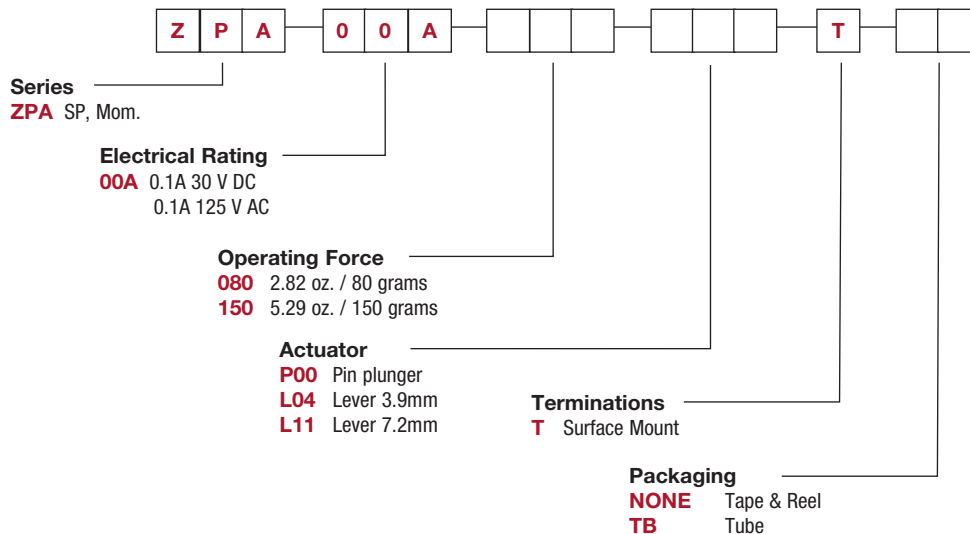 Z P A 0 0 A T
Series
ZPA SP, Mom.
Electrical Rating
00A 0.1A 30 V DC
0.1A 125 V AC
Operating Force
080 2.82 oz. / 80 grams
150 5.29 oz. / 150 grams
Actuator
P00 Pin plunger
L04 Lever 3.9mm
L11 Lever 7.2mm
Terminations
T Surface Mount
Packaging
NONE Tape & Reel
TB Tube